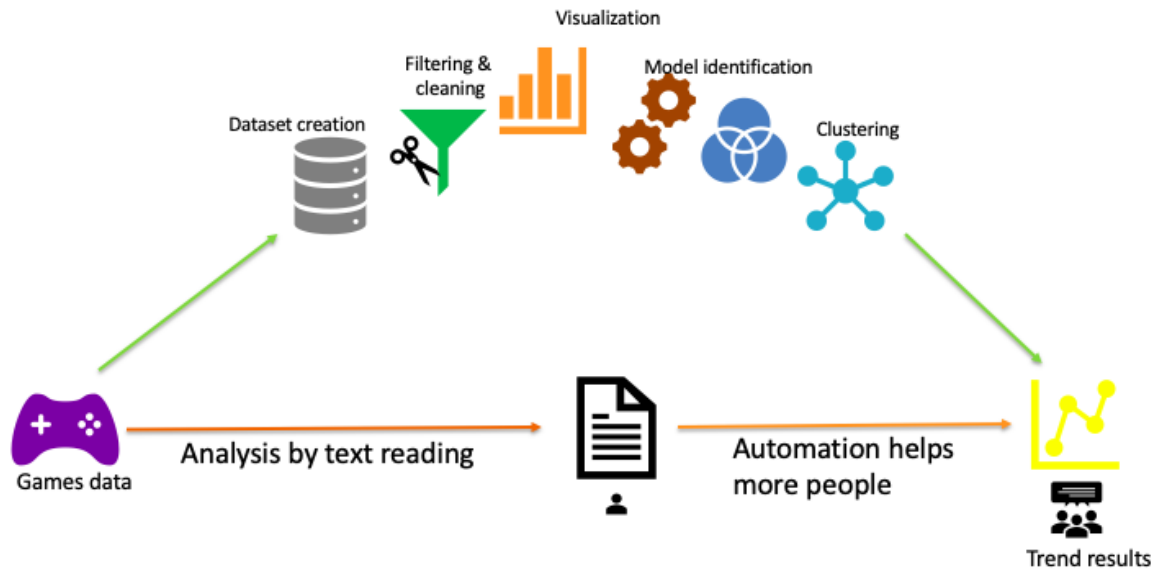 Visualization
Filtering &
cleaning
Model identification
Dataset creation
Clustering
Analysis by text reading
Automation helps
more people
Games data
Trend results